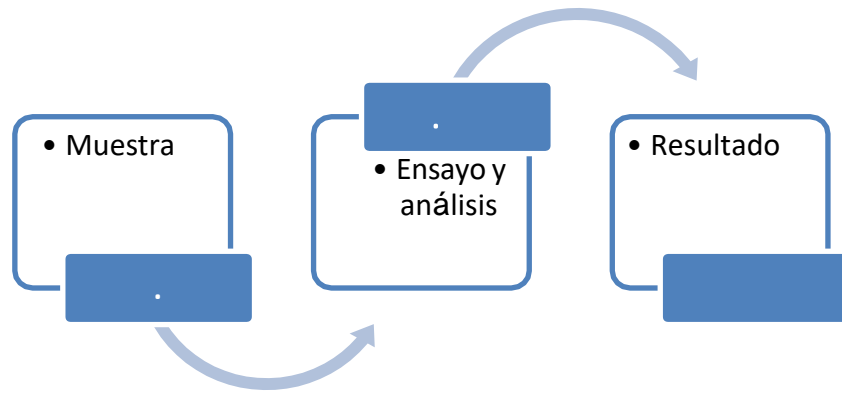 • Muestra
.
.
• Ensayo y
análisis
• Resultado